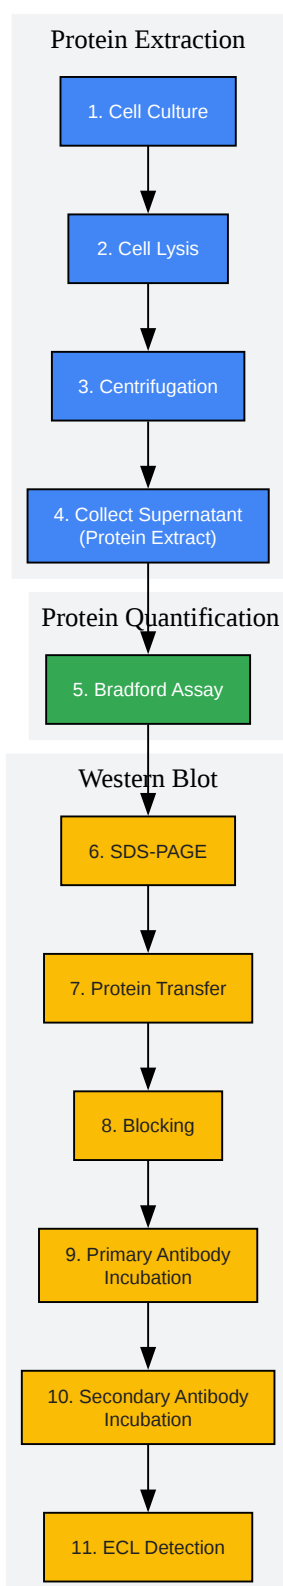 Protein Extraction
1. Cell Culture
2. Cell Lysis
3. Centrifugation
4. Collect Supernatant
(Protein Extract)
Protein Quantification
5. Bradford Assay
Western Blot
6. SDS-PAGE
7. Protein Transfer
8. Blocking
9. Primary Antibody
Incubation
10. Secondary Antibody
Incubation
11. ECL Detection